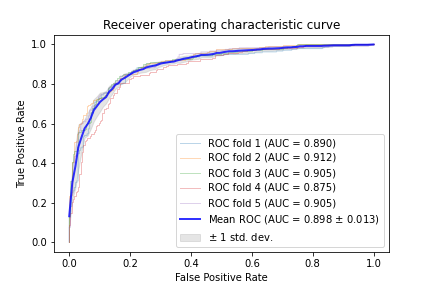 Receiver operating characteristic curve
True Positive Rate
1.0
0.8
0.6
0.4
0.2
0.0
ROC fold 1 (AUC = 0.890)
ROC fold 2 (AUC = 0.912)
ROC fold 3 (AUC = 0.905)
ROC fold 4 (AUC = 0.875)
ROC fold 5 (AUC = 0.905)
Mean ROC (AUC = 0.898 ± 0.013)
± 1 std. dev.
0.0 0.2 0.4 0.6 0.8 1.0
False Positive Rate